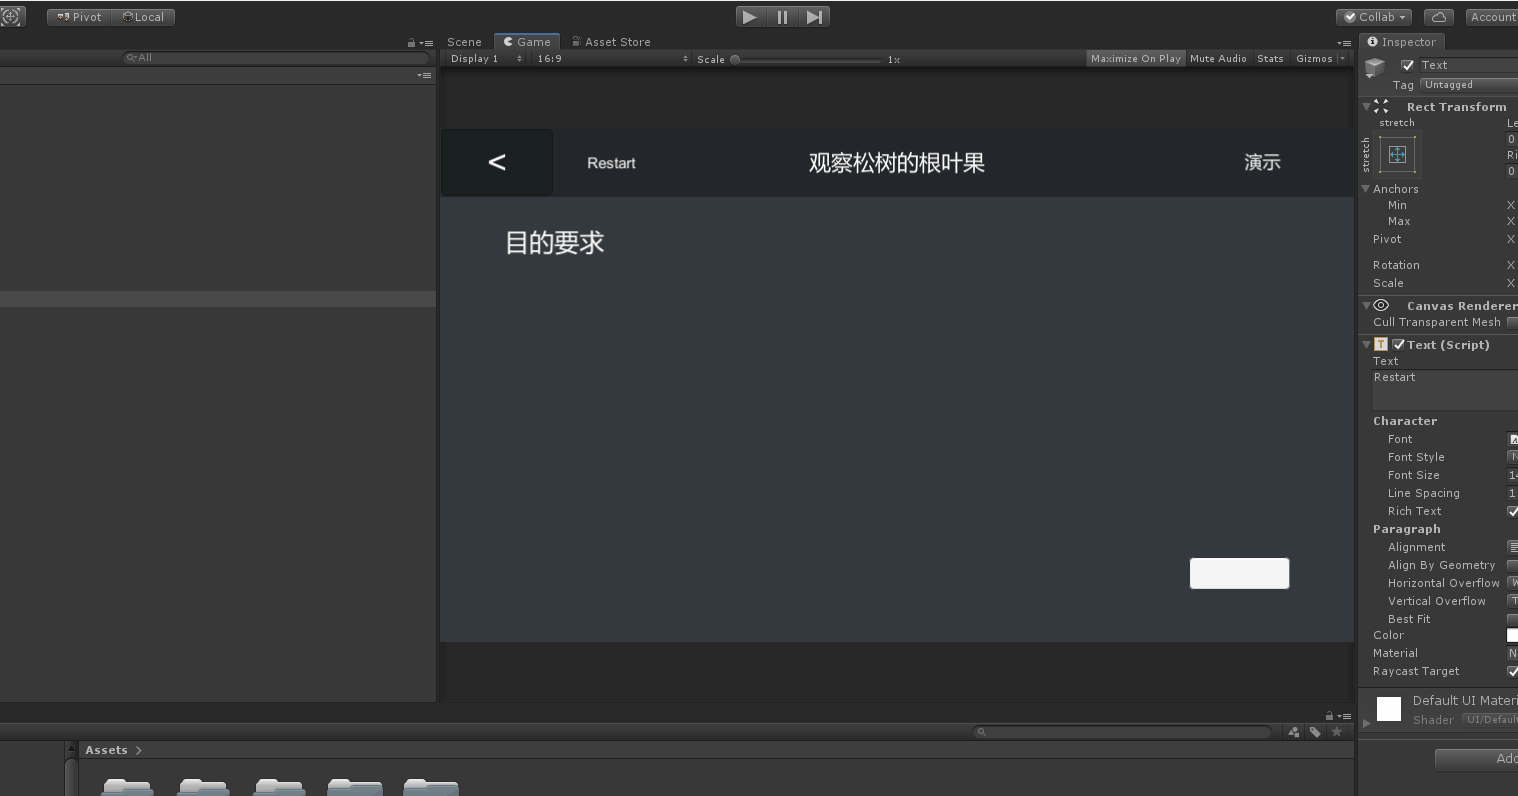 Pivot Local Collab Account
Scene Game Asset Store Inspector
All
Display 1 16:9 Scale 1x Maximize On Play Mute Audio Stats Gizmos
Text
Tag Untagged
Rect Transform
stretch
stretch
0
0
< Restart 观察松树的根叶果 演示
目的要求
Anchors
Min X
Max X
Pivot X
Rotation X
Scale X
Canvas Renderer
Cull Transparent Mesh
Text (Script)
Text
Restart
Character
Font
Font Style
Font Size
Line Spacing 1
Rich Text
Paragraph
Alignment
Align By Geometry
Horizontal Overflow
Vertical Overflow
Best Fit
Color
Material
Raycast Target
Default UI
Shader
Assets